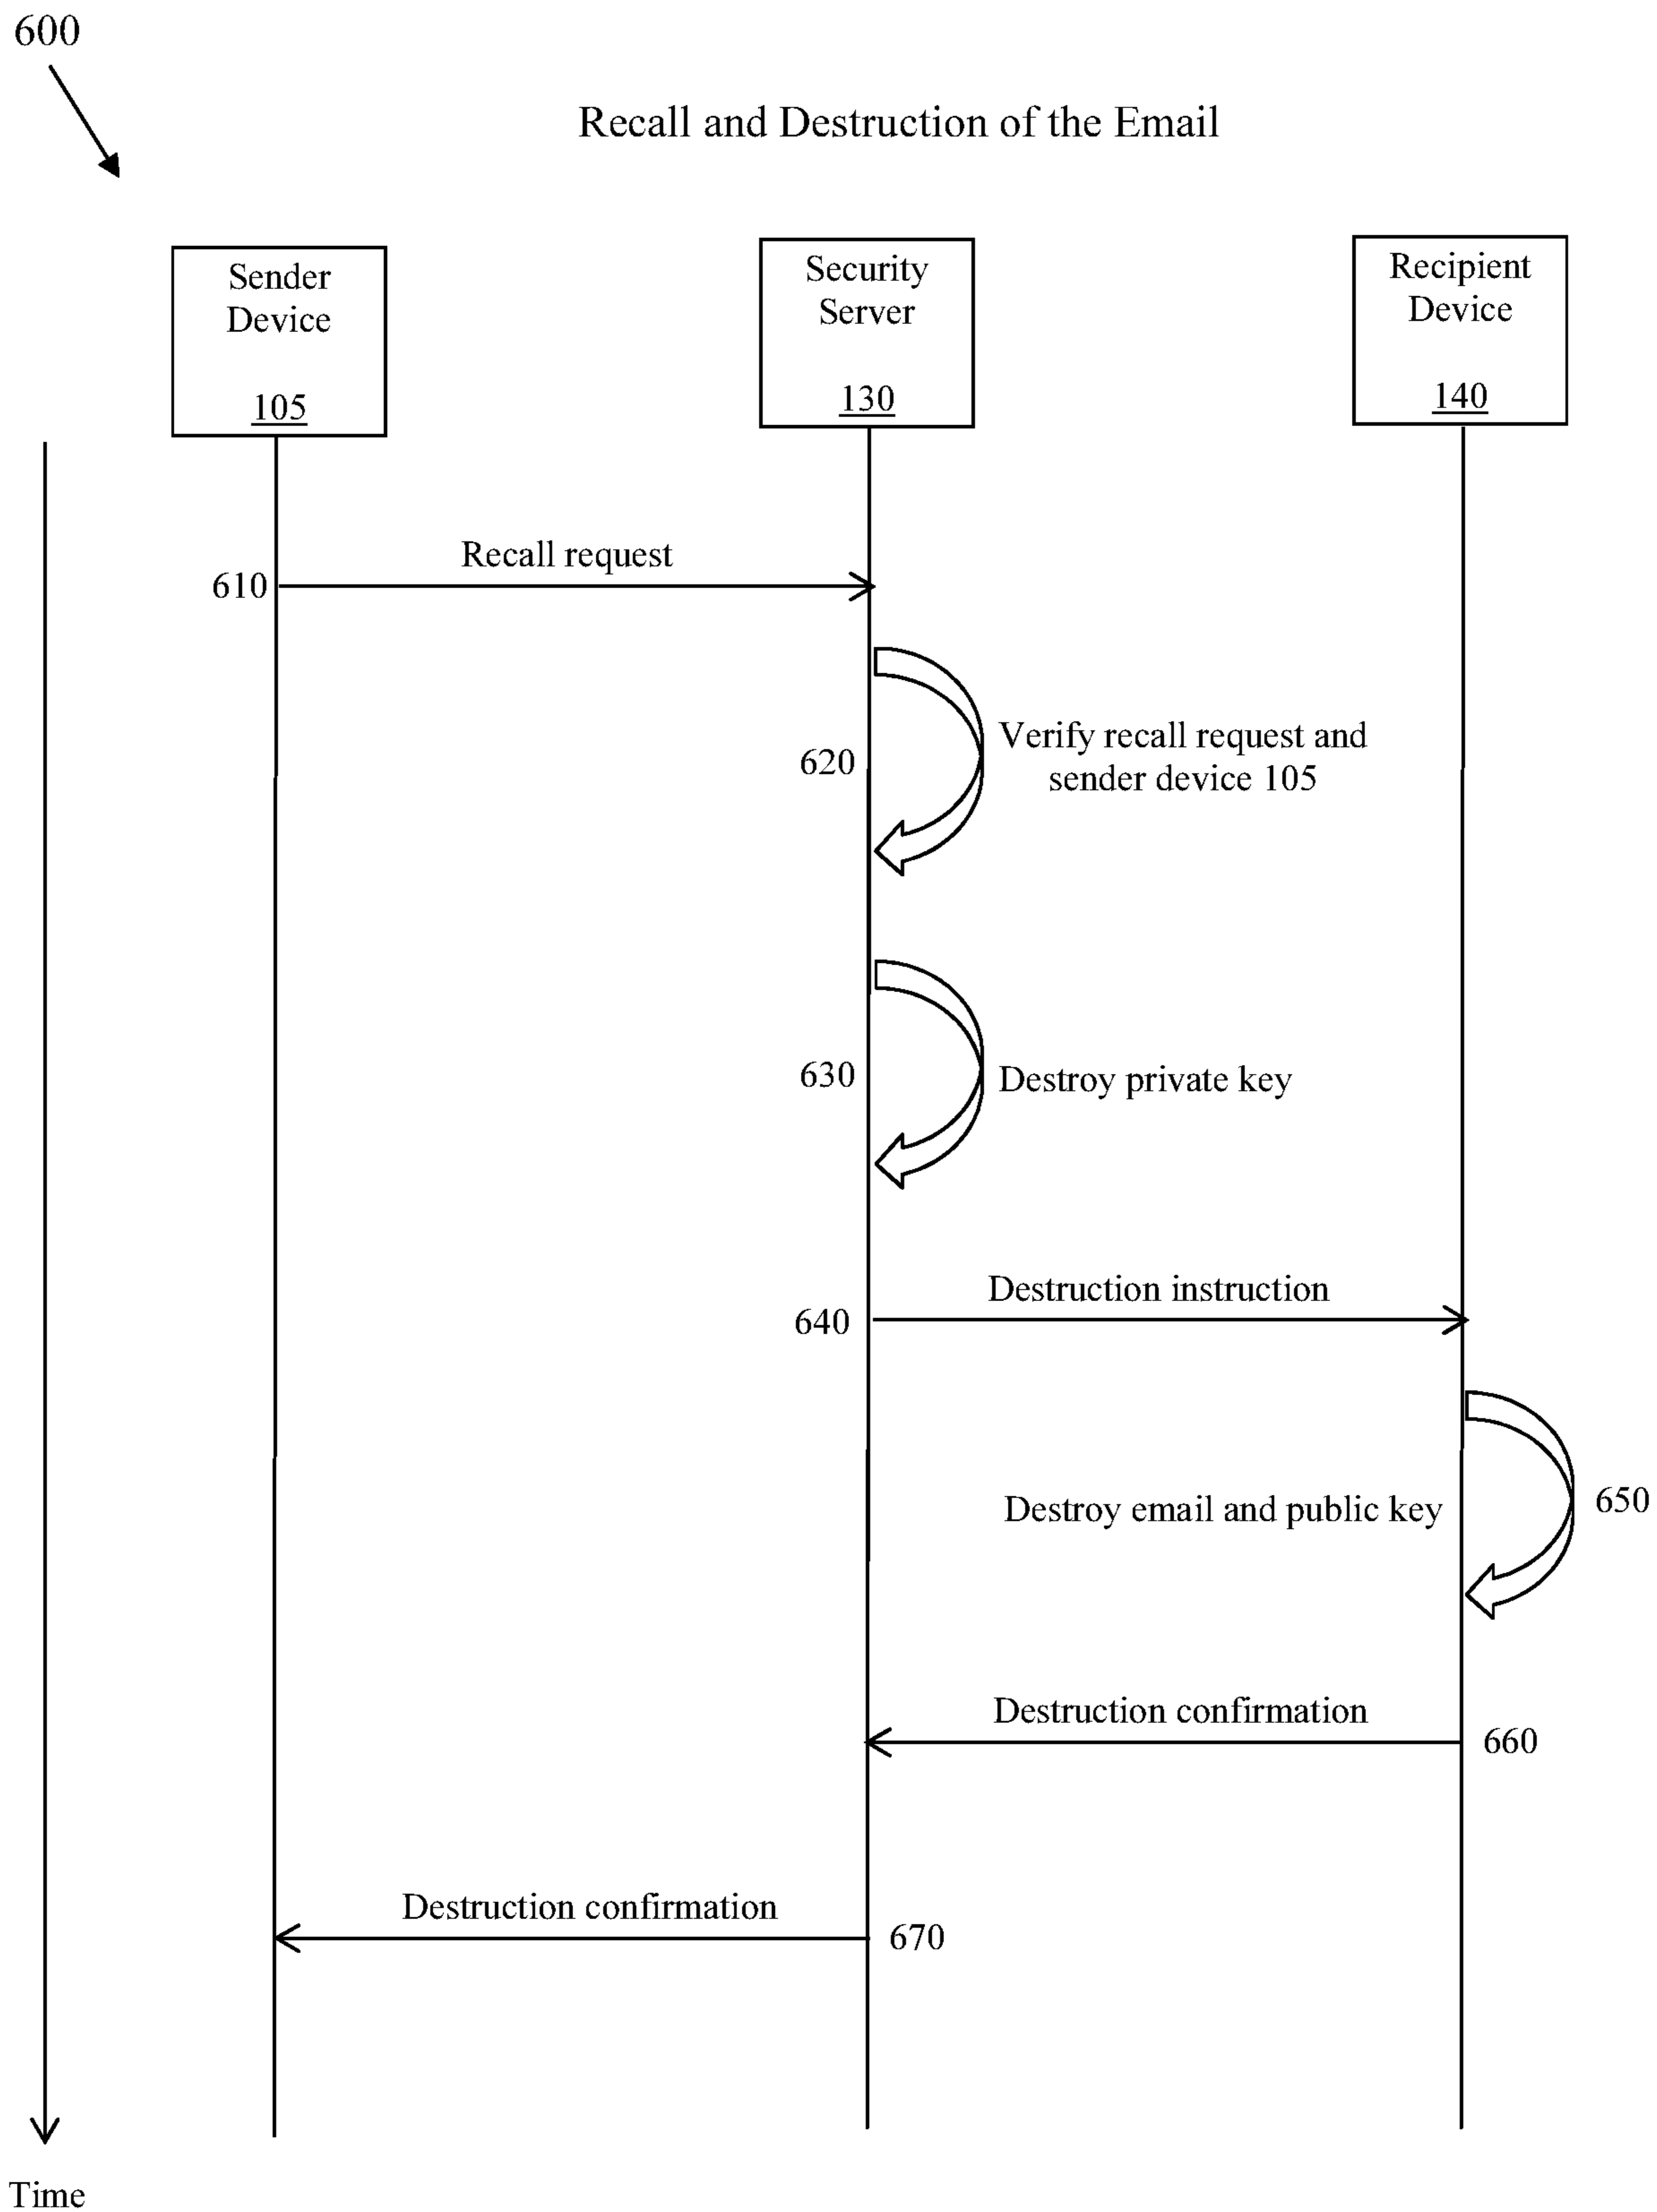 600
Recall and Destruction of the Email
Sender
Device
105
Security
Server
130
Recipient
Device
140
Recall request
610
Verify recall request and
sender device 105
620
630
Destroy private key
Destruction instruction
640
Destroy email and public key
650
Destruction confirmation
660
Destruction confirmation
670
Time